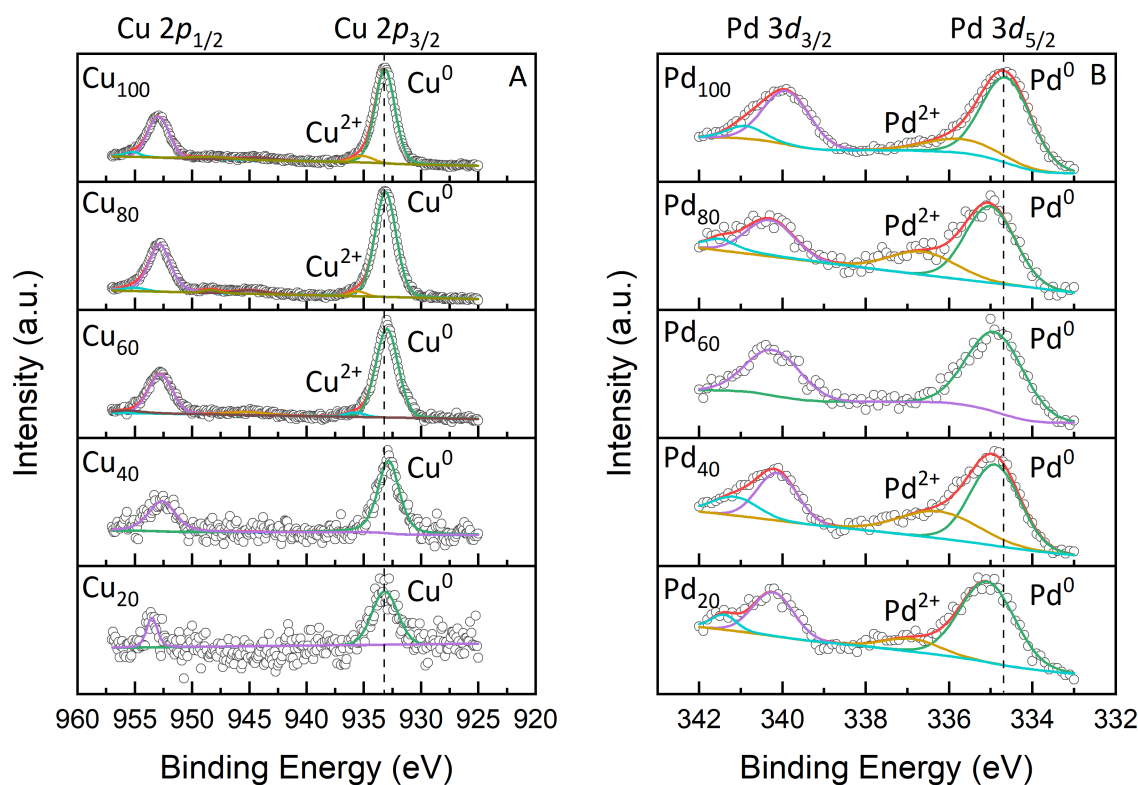 Cu 2p1/2 Cu 2p3/2
Cu100 Cu2+ Cu0 A
Cu80 Cu2+ Cu0
Cu60 Cu2+ Cu0
Cu40 Cu0
Cu20 Cu0
960 955 950 945 940 935 930 925 920
Binding Energy (eV)
Intensity (a.u.)
Pd 3d3/2 Pd 3d5/2
Pd100 Pd2+ Pd0 B
Pd80 Pd2+ Pd0
Pd60 Pd0
Pd40 Pd2+ Pd0
Pd20 Pd2+ Pd0
342 340 338 336 334 332
Binding Energy (eV)
Intensity (a.u.)